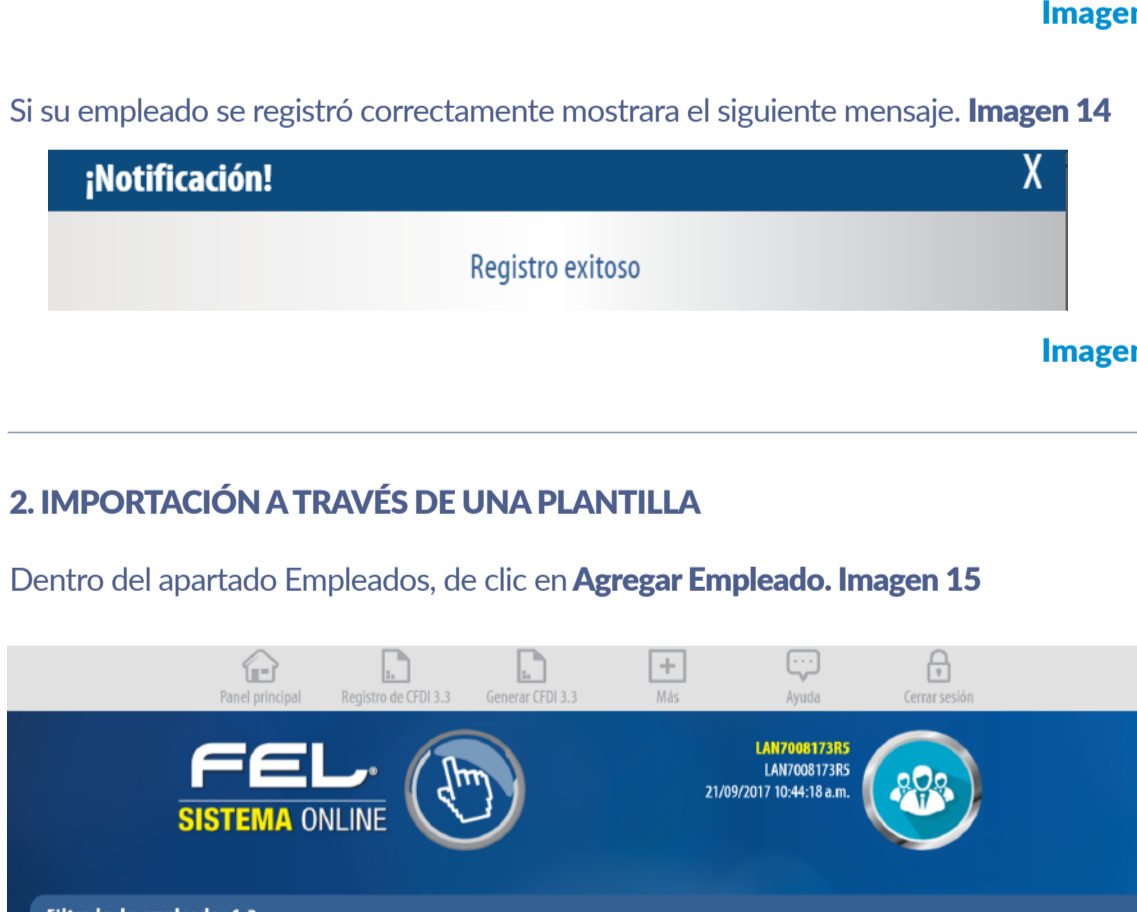 Si su empleado se registró correctamente mostrara el siguiente mensaje. Imagen 14
¡Notificación!
X
Registro exitoso
2. IMPORTACIÓN A TRAVÉS DE UNA PLANTILLA
Dentro del apartado Empleados, de clic en Agregar Empleado. Imagen 15
Panel principal
Registro de CFDI 3.3
Generar CFDI 3.3
Más
Ayuda
Cerrar sesión
FEL®
SISTEMA ONLINE
LAN7008173R5
LAN7008173R5
21/09/2017 10:44:18 a.m.